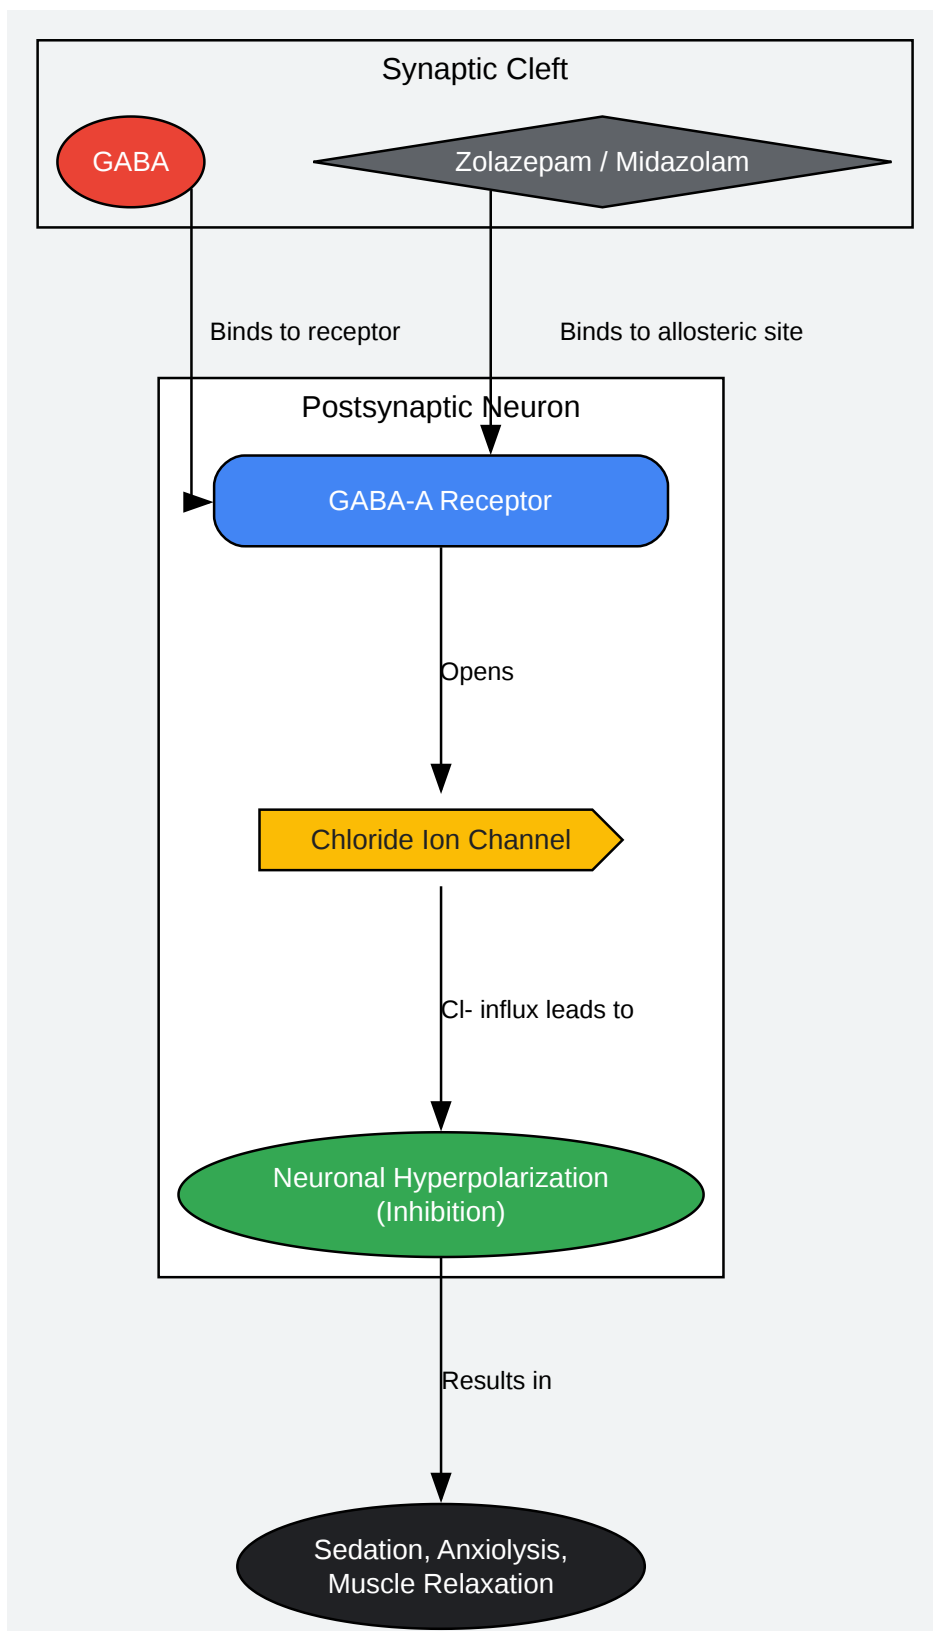 Synaptic Cleft
GABA
Zolazepam / Midazolam
Binds to receptor
Binds to allosteric site
Postsynaptic Neuron
GABA-A Receptor
Opens
Chloride Ion Channel
Cl- influx leads to
Neuronal Hyperpolarization
(Inhibition)
Results in
Sedation, Anxiolysis,
Muscle Relaxation